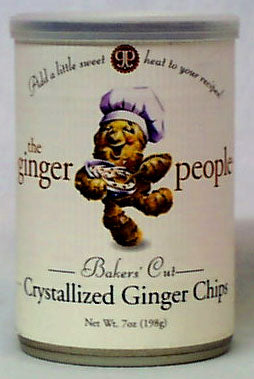 Add a little sweet heat to your recipes!
gp
the
ginger people
Bakers' Cut
Crystallized Ginger Chips
Net Wt. 7oz (198g)